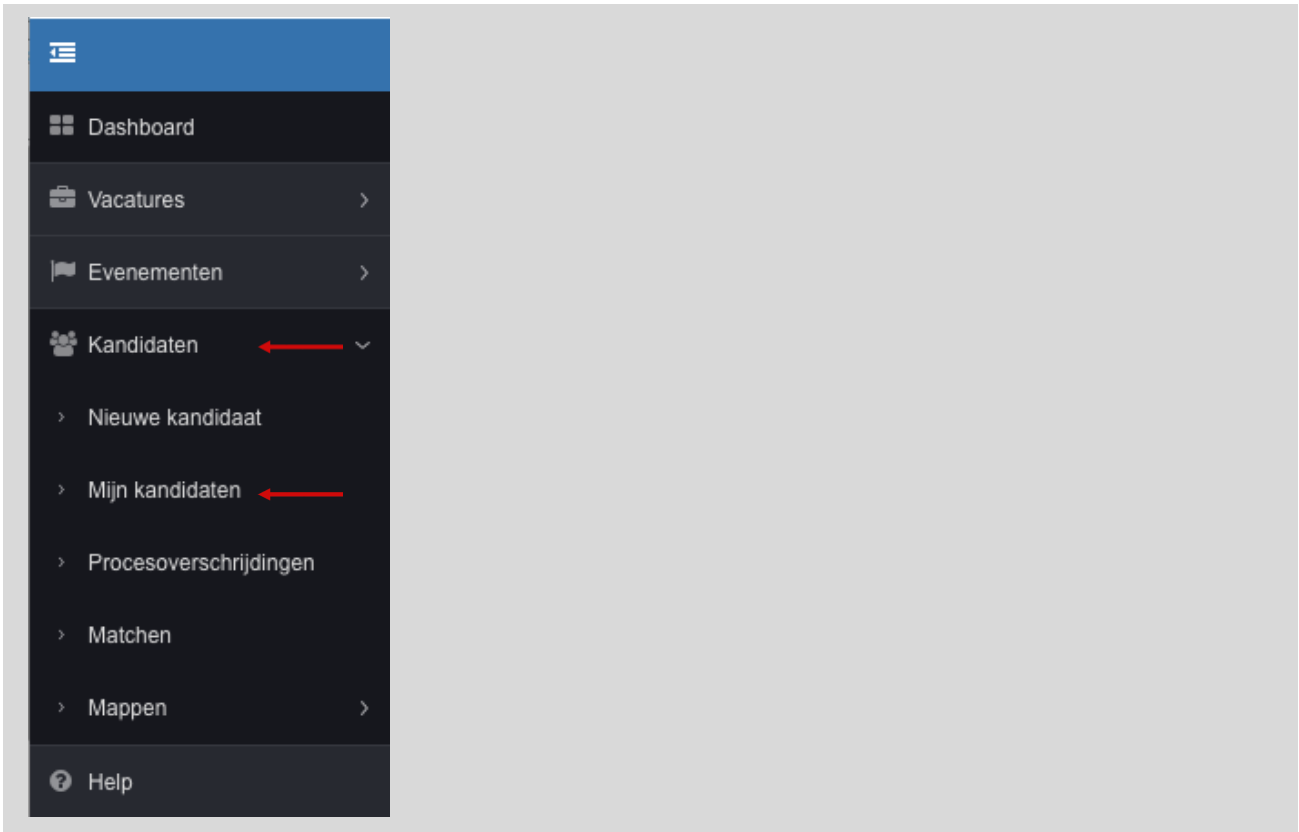 Dashboard
Vacatures
Evenementen
Kandidaten
Nieuwe kandidaat
Mijn kandidaten
Procesoverschrijdingen
Matchen
Mappen
Help